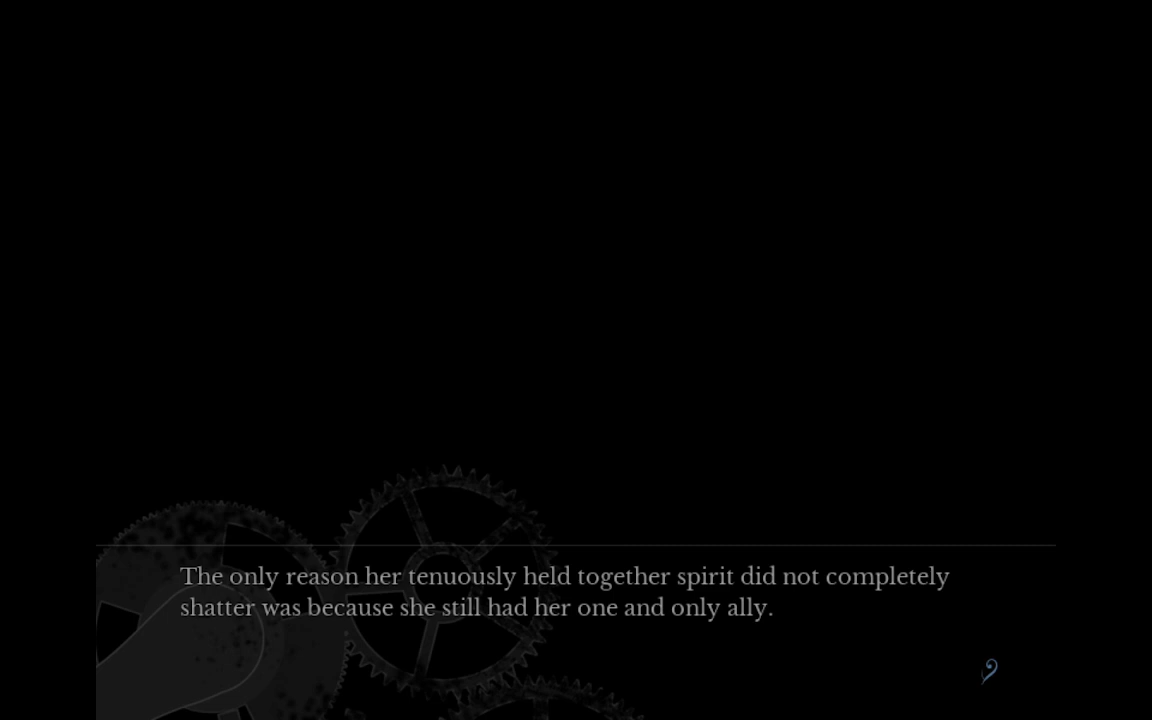 The only reason her tenuously held together spirit did not completely
shatter was because she still had her one and only ally.